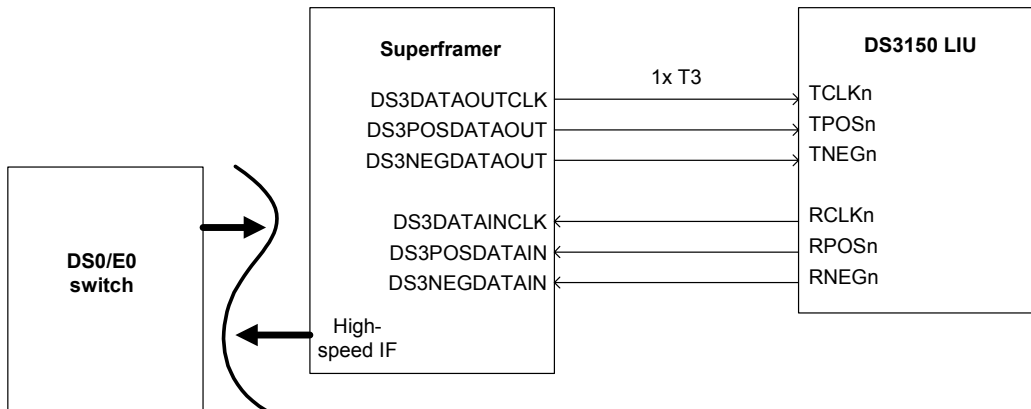 Superframer
DS3150 LIU
1x T3
DS3DATAOUTCLK
TCLKn
DS3POSDATAOUT
TPOSn
DS3NEGDATAOUT
TNEGn
DS3DATAINCLK
RCLKn
DS3POSDATAIN
RPOSn
DS3NEGDATAIN
RNEGn
DS0/E0
switch
High-
speed IF